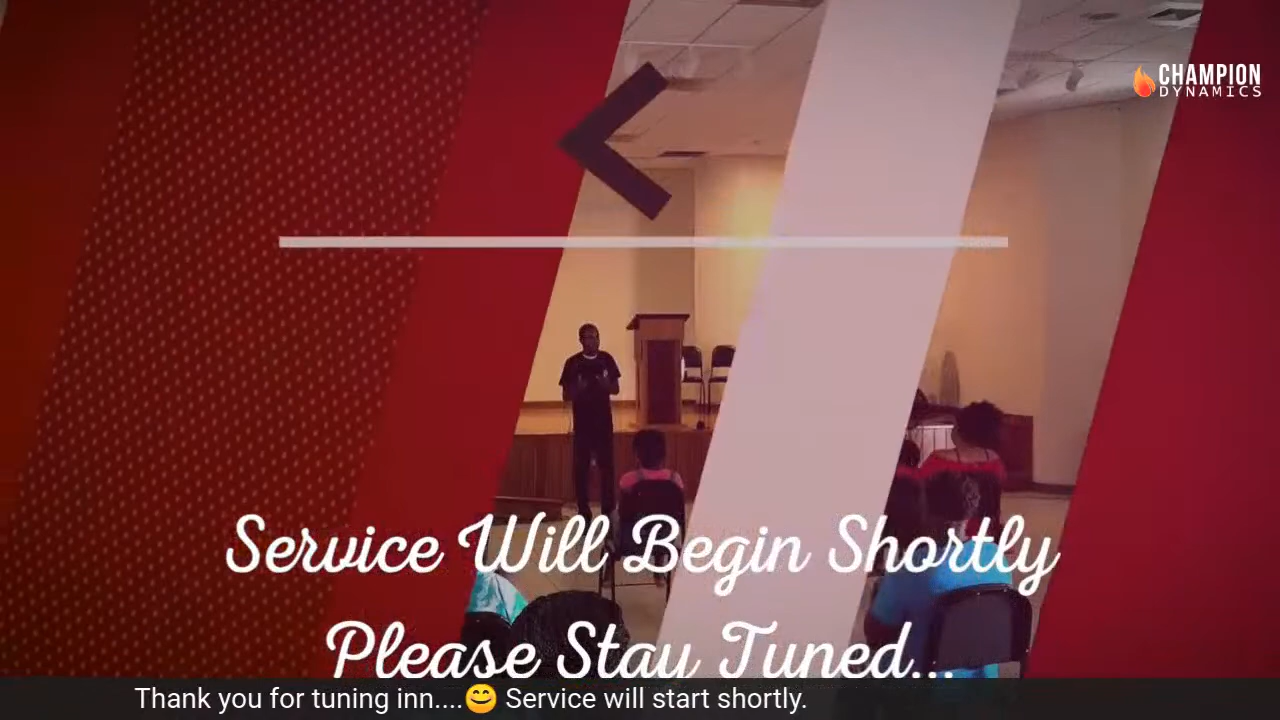 CHAMPION
DYNAMICS
Service Will Begin Shortly
Please Stay Tuned...
Thank you for tuning inn....😊 Service will start shortly.